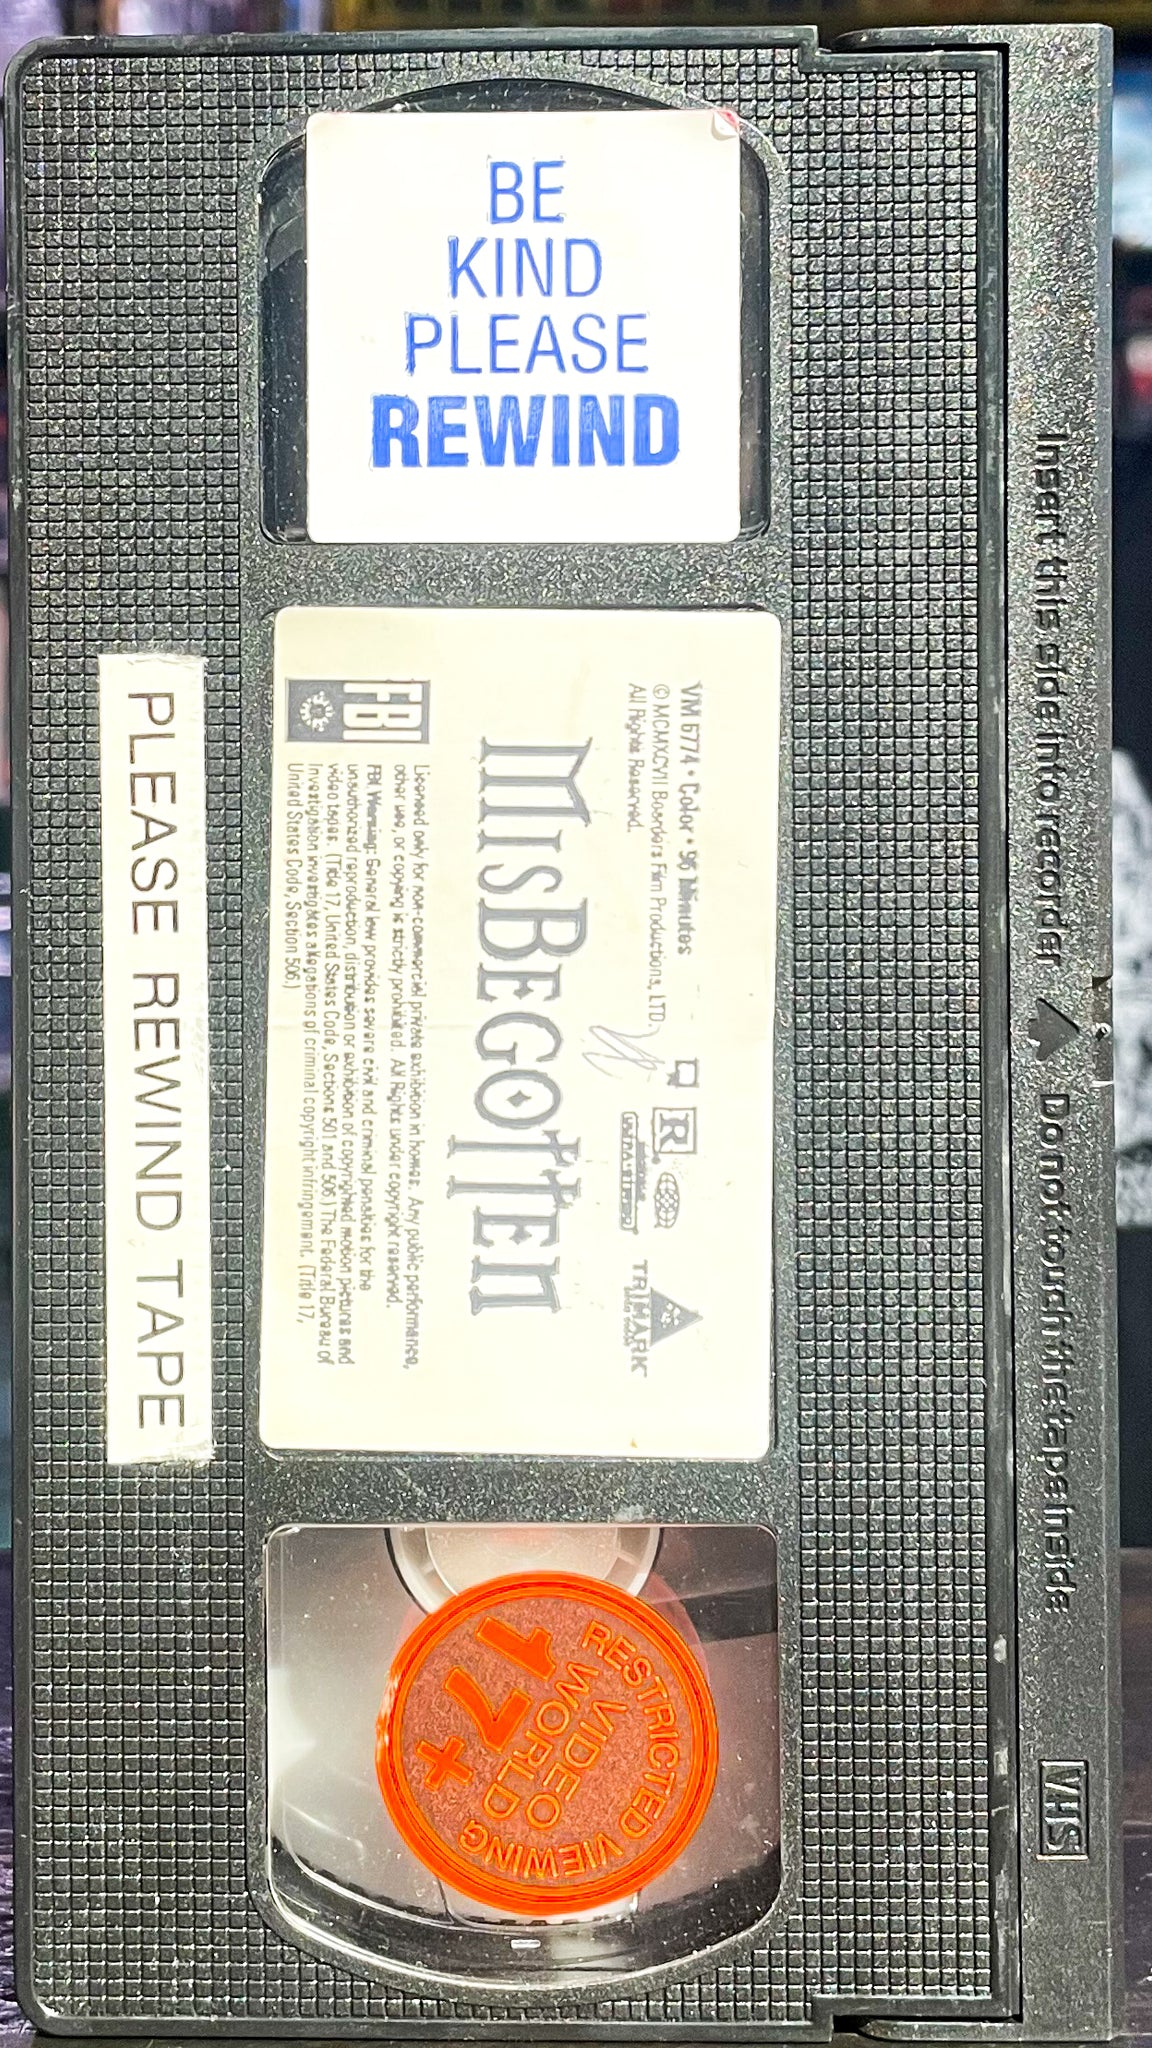 BE
KIND
PLEASE
REWIND
VM 6774 • Color • 96 Minutes
© MCMXCVII Boarders Film Productions, LTD.
All Rights Reserved.
R
TRIMARK
MISBEGOTTEN
FBI
Licensed only for non-commercial private exhibition in homes. Any public performance,
other use, or copying is strictly prohibited. All Rights under copyright reserved.
FBI Warning: General law provides severe civil and criminal penalties for the
unauthorized reproduction, distribution or exhibition of copyrighted motion pictures and
video tapes. (Title 17, United States Code, Sections 501 and 506) The Federal Bureau of
Investigation investigates allegations of criminal copyright infringement. (Title 17,
United States Code, Section 506)
PLEASE REWIND TAPE
RESTRICTED VIEWING
VIDEO
WORLD
17+
Insert this side into recorder
Do not touch the tape inside
VHS